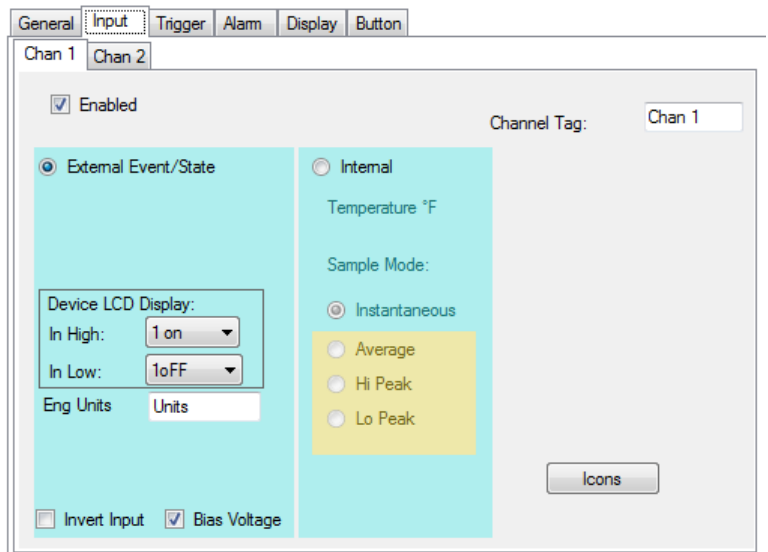 General Input Trigger Alarm Display Button
Chan 1 Chan 2
Enabled
Channel Tag: Chan 1
External Event/State
Internal
Temperature °F
Sample Mode:
Instantaneous
Average
Hi Peak
Lo Peak
Device LCD Display:
In High: 1 on
In Low: 1oFF
Eng Units Units
Invert Input Bias Voltage
Icons